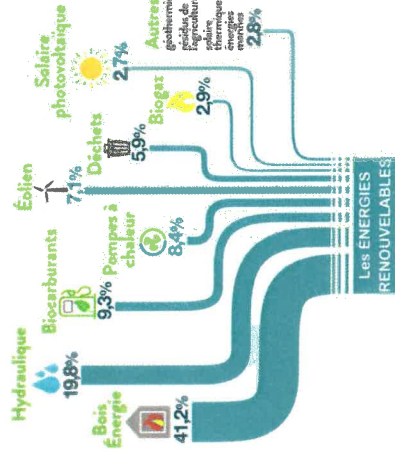 Bois
Énergie
41,2%
Hydraulique
19,8%
Biocarburants
9,3%
Pompes à
chaleur
8,4%
Éolien
7,1%
Déchets
5,9%
Biogaz
2,9%
Solaire
photovoltaïque
2,7%
Autres
géothermie
résidus de
l'agriculture
solaire
thermique
énergies
marines
2,8%
Les ÉNERGIES
RENOUVELABLES